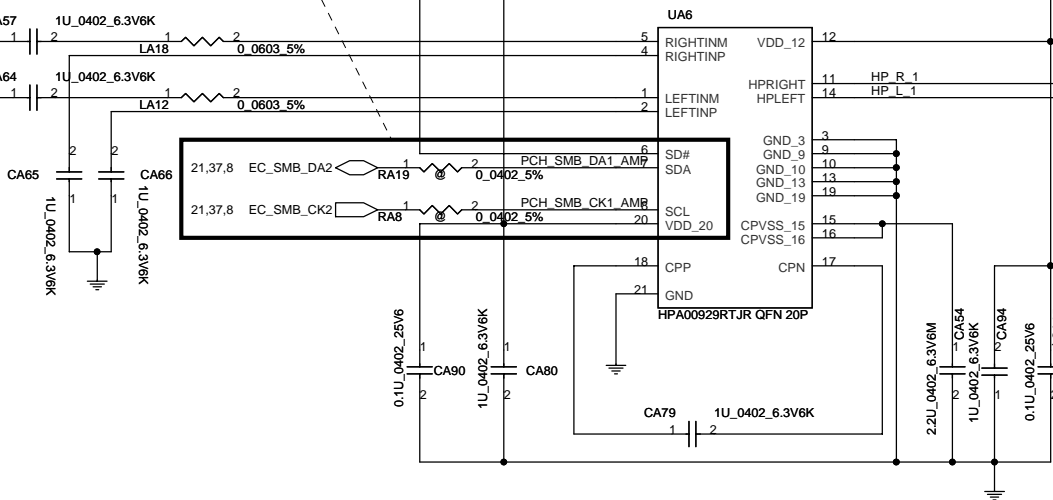 UA6
A57
1U_0402_6.3V6K
1 2
1 2
LA18
0_0603_5%
5 RIGHTINM
4 RIGHTINP
VDD_12 12
A64
1U_0402_6.3V6K
1 2
1 2
LA12
0_0603_5%
1 LEFTINM
2 LEFTINP
HPRIGHT 11 HP_R_1
HPLEFT 14 HP_L_1
GND_3 3
GND_9 9
GND_10 10
GND_13 13
GND_19 19
6 SD#
21,37,8 EC_SMB_DA2 1 2 PCH_SMB_DA1_AMP 7 SDA
RA19 @ 0_0402_5%
21,37,8 EC_SMB_CK2 1 2 PCH_SMB_CK1_AMP 8 SCL
RA8 @ 0_0402_5%
20 VDD_20
CPVSS_15 15
CPVSS_16 16
18 CPP
CPN 17
21 GND
HPA00929RTJR QFN 20P
CA65
2
1
1U_0402_6.3V6K
CA66
2
1
1U_0402_6.3V6K
0.1U_0402_25V6
1
CA90
2
1U_0402_6.3V6K
1
CA80
2
CA79
1U_0402_6.3V6K
1 2
2.2U_0402_6.3V6M
CA54
1
2
1U_0402_6.3V6K
CA94
2
1
0.1U_0402_25V6
1
2